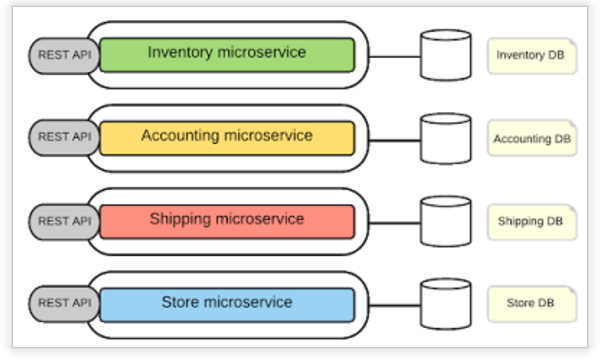 REST API
Inventory microservice
Inventory DB
REST API
Accounting microservice
Accounting DB
REST API
Shipping microservice
Shipping DB
REST API
Store microservice
Store DB